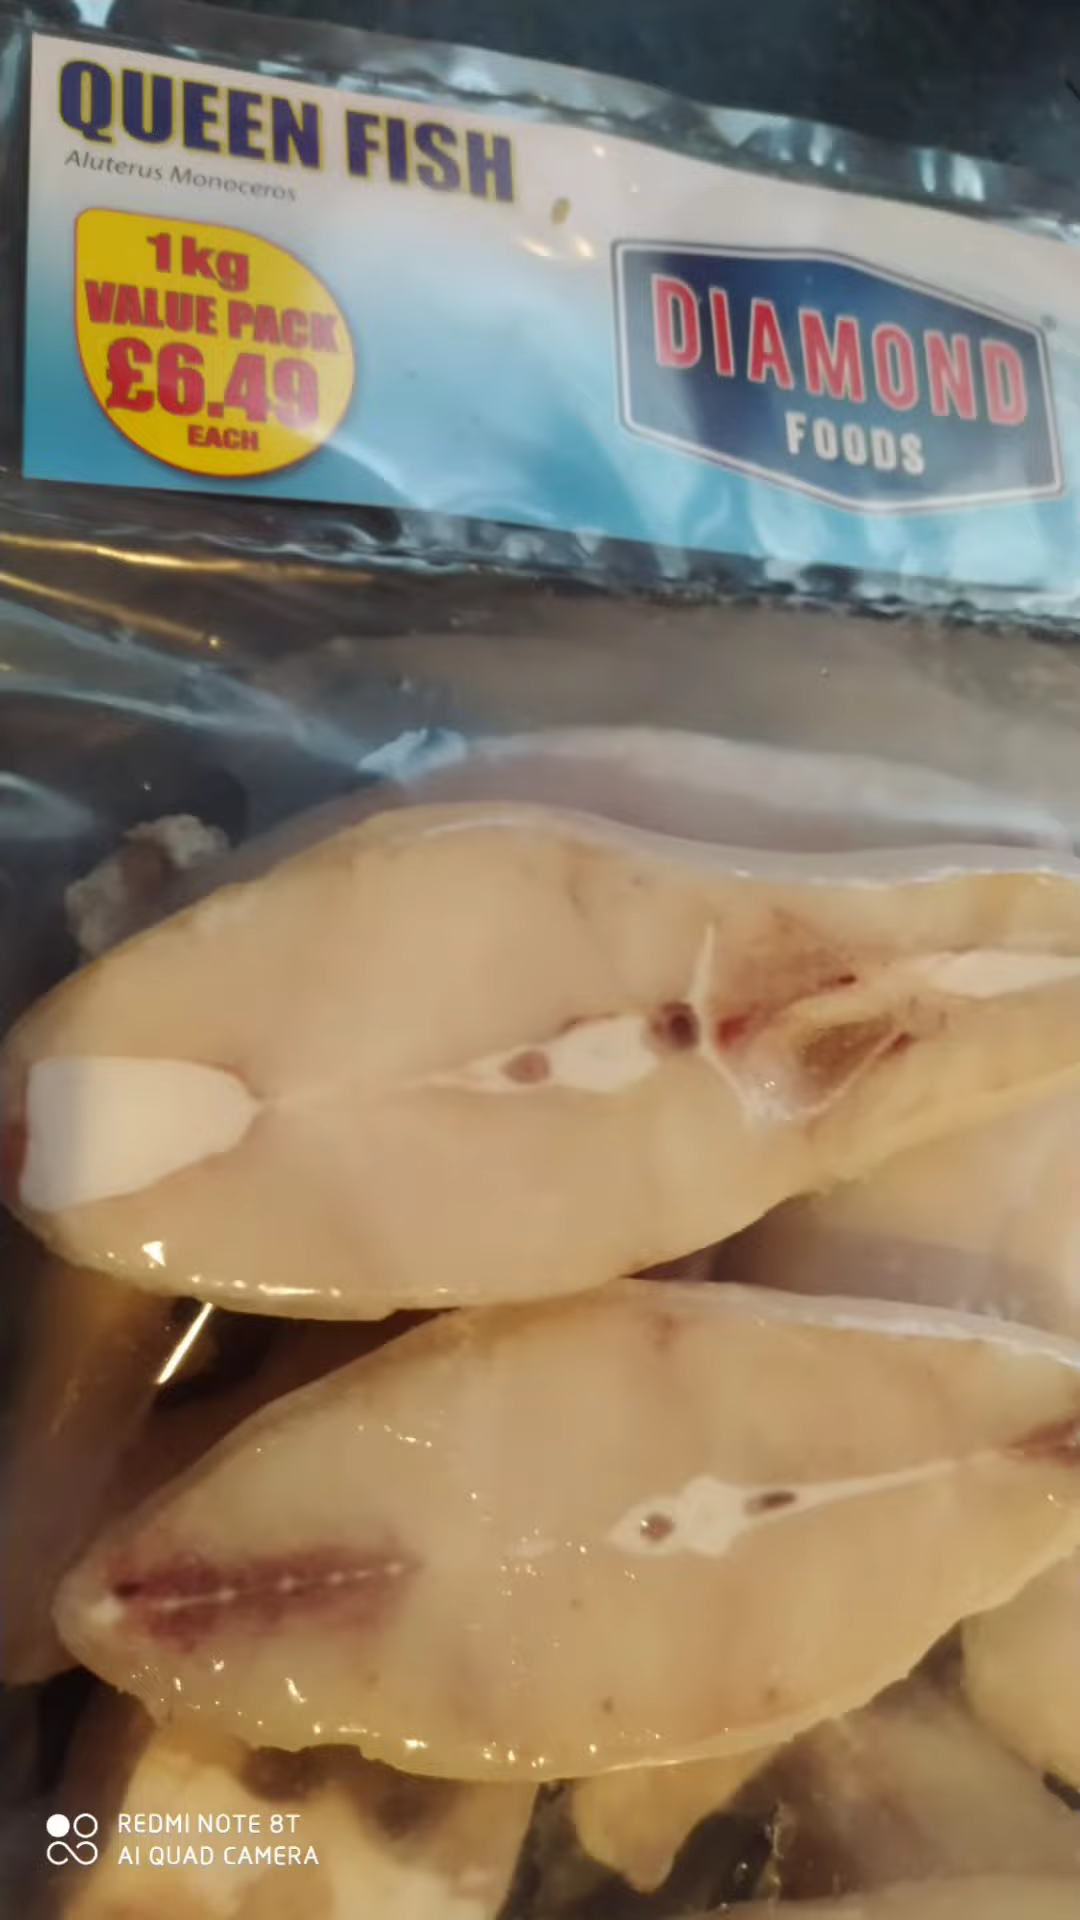 QUEEN FISH
Aluterus Monoceros
1kg
VALUE PACK
£6.49
EACH
DIAMOND
FOODS
REDMI NOTE 8T
AI QUAD CAMERA